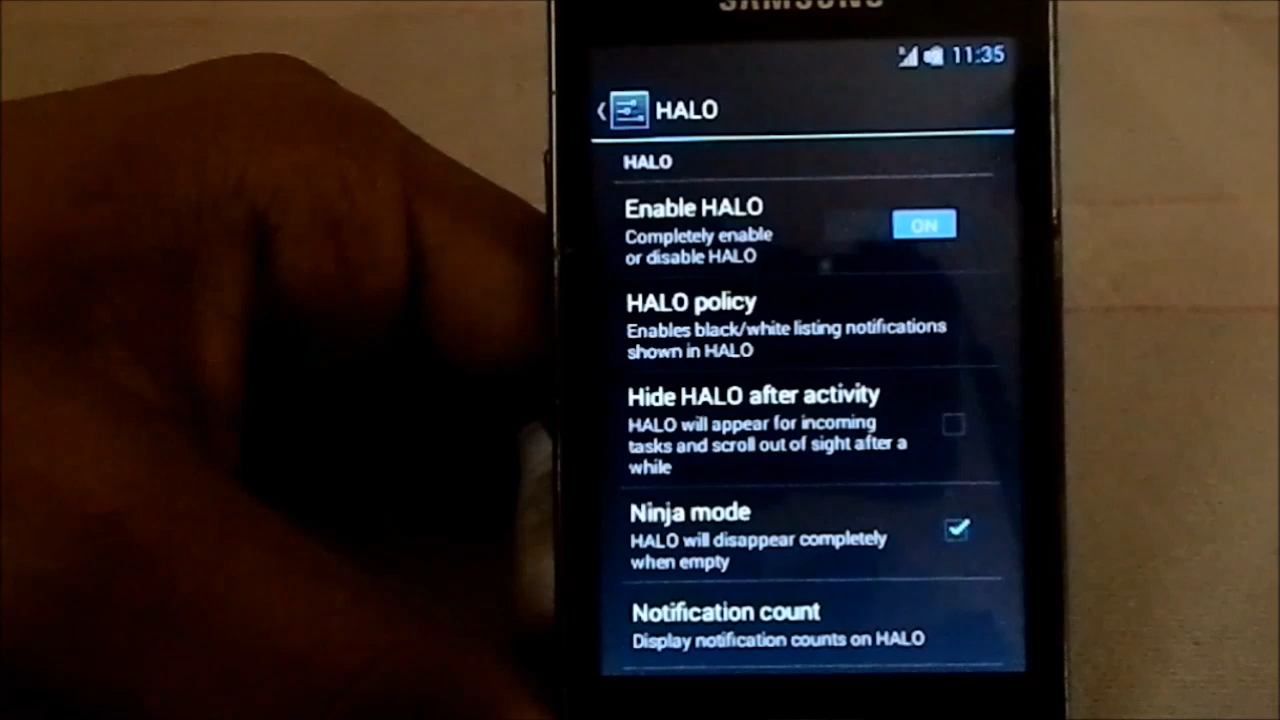 SAMSUNG
11:35
HALO
HALO
Enable HALO
ON
Completely enable
or disable HALO
HALO policy
Enables black/white listing notifications
shown in HALO
Hide HALO after activity
HALO will appear for incoming
tasks and scroll out of sight after a
while
Ninja mode
HALO will disappear completely
when empty
Notification count
Display notification counts on HALO